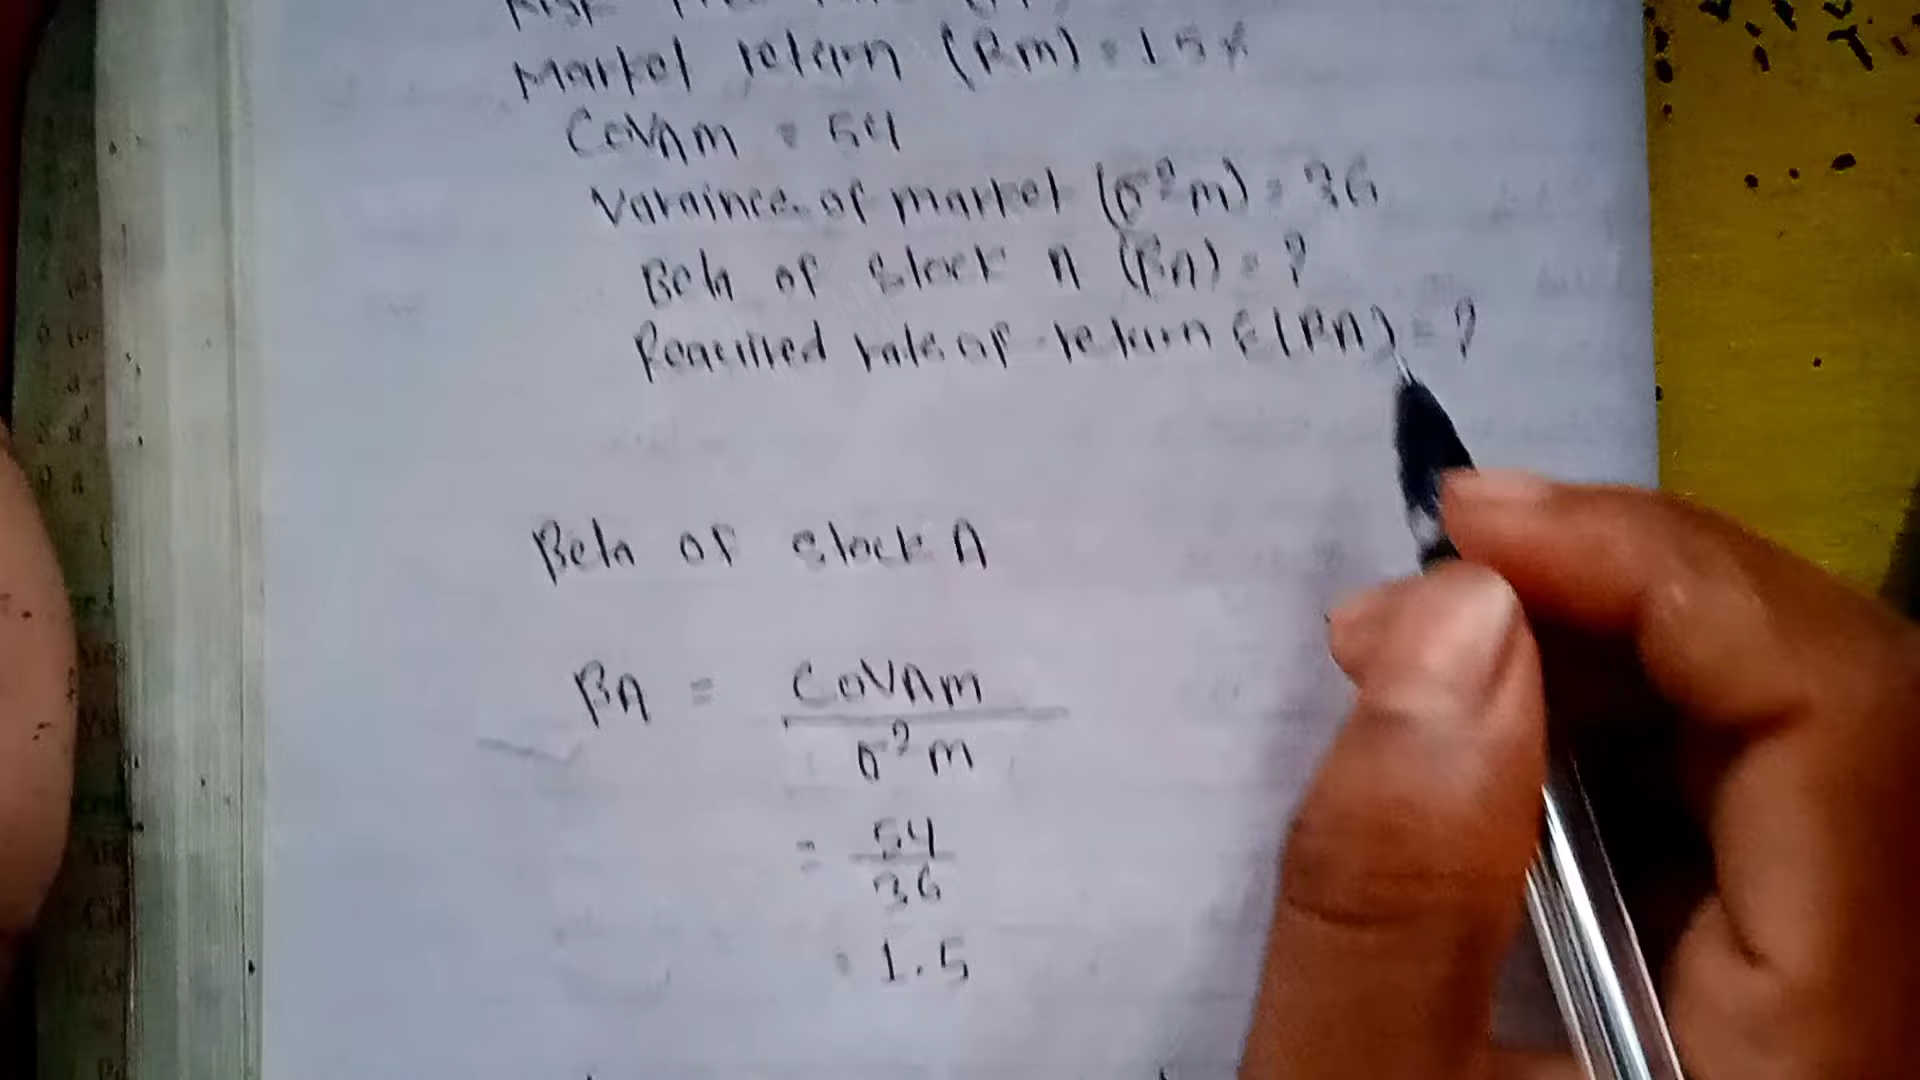 Market return (Rm) = 15%
CoVAm = 54
Varaince of market (σ²m) = 36
Beta of stock A (βA) = ?
Required rate of return E(RA) = ?
Beta of stock A
βA = CoVAm
σ²m
= 54
36
= 1.5